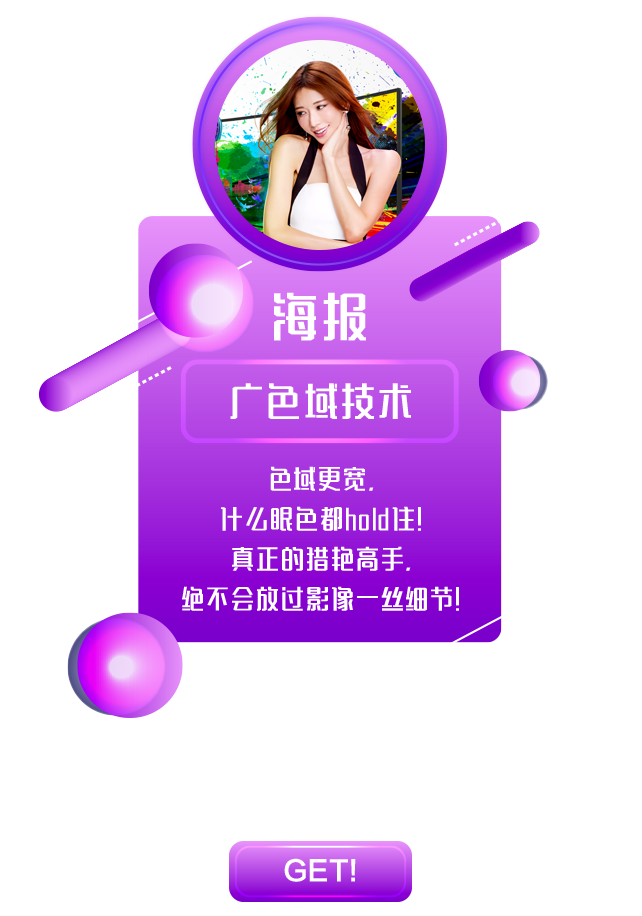 海报
广色域技术
色域更宽,
什么眼色都hold住!
真正的猎艳高手,
绝不会放过影像一丝细节!
GET!